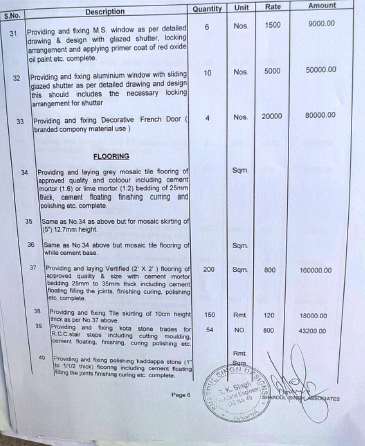 S.No. Description Quantity Unit Rate Amount
31 Providing and fixing M.S. window as per detailed 6 Nos. 1500 9000.00
drawing & design with glazed shutter, locking
arrangement and applying primer coat of red oxide
oil paint etc. complete.
32 Providing and fixing aluminium window with sliding 10 Nos. 5000 50000.00
glazed shutter as per detailed drawing and design
this should includes the necessary locking
arrangement for shutter
33 Providing and fixing Decorative French Door ( 4 Nos. 20000 80000.00
branded company material use )
FLOORING
34 Providing and laying grey mosaic tile flooring of Sqm.
approved quality and coloour including cement
mortor (1:6) or lime mortor (1:2) bedding of 25mm
thick, cement floating finishing curring and
polishing etc. complete.
35 Same as No.34 as above but for mosaic skirting of
(5") 12.7mm height.
36 Same as No.34 above but mosaic tile flooring of Sqm.
while cement base.
37 Providing and laying Vertified (2' X 2') flooring of 200 Sqm. 800 160000.00
approved quality & size with cement mortor
bedding 25mm to 35mm thick including cement
floating filling the joints, finishing curing, polishing
etc. complete.
38 Providing and fixing Tile skirting of 10cm height 150 Rmt. 120 18000.00
thick as per No.37 above.
39 Providing and fixing kota stone trades for 54 NO. 800 43200.00
R.C.C.stair steps including cutting moulding,
cement floating, finishing, curing polishing etc.
Rmt.
40 Providing and fixing polishing kaddappa stone (1" Sqm.
to 1/1/2 thick) flooring including cement floating
filling the joints finishing curing etc. complete.
T.K. Singh
Page 6
ASSOCIATES